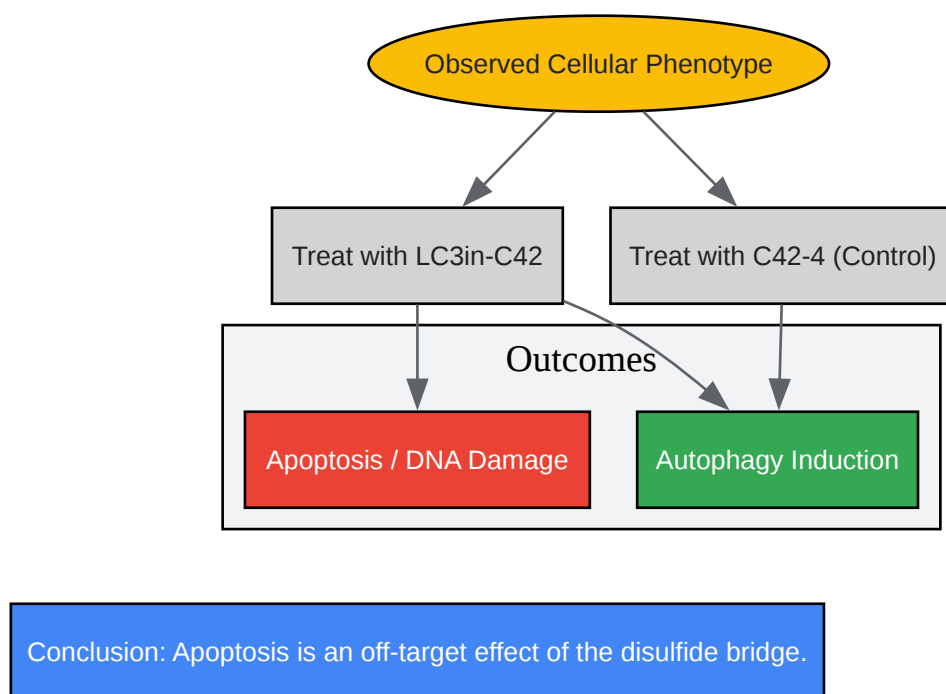 Observed Cellular Phenotype
Treat with LC3in-C42
Treat with C42-4 (Control)
Outcomes
Apoptosis / DNA Damage
Autophagy Induction
Conclusion: Apoptosis is an off-target effect of the disulfide bridge.